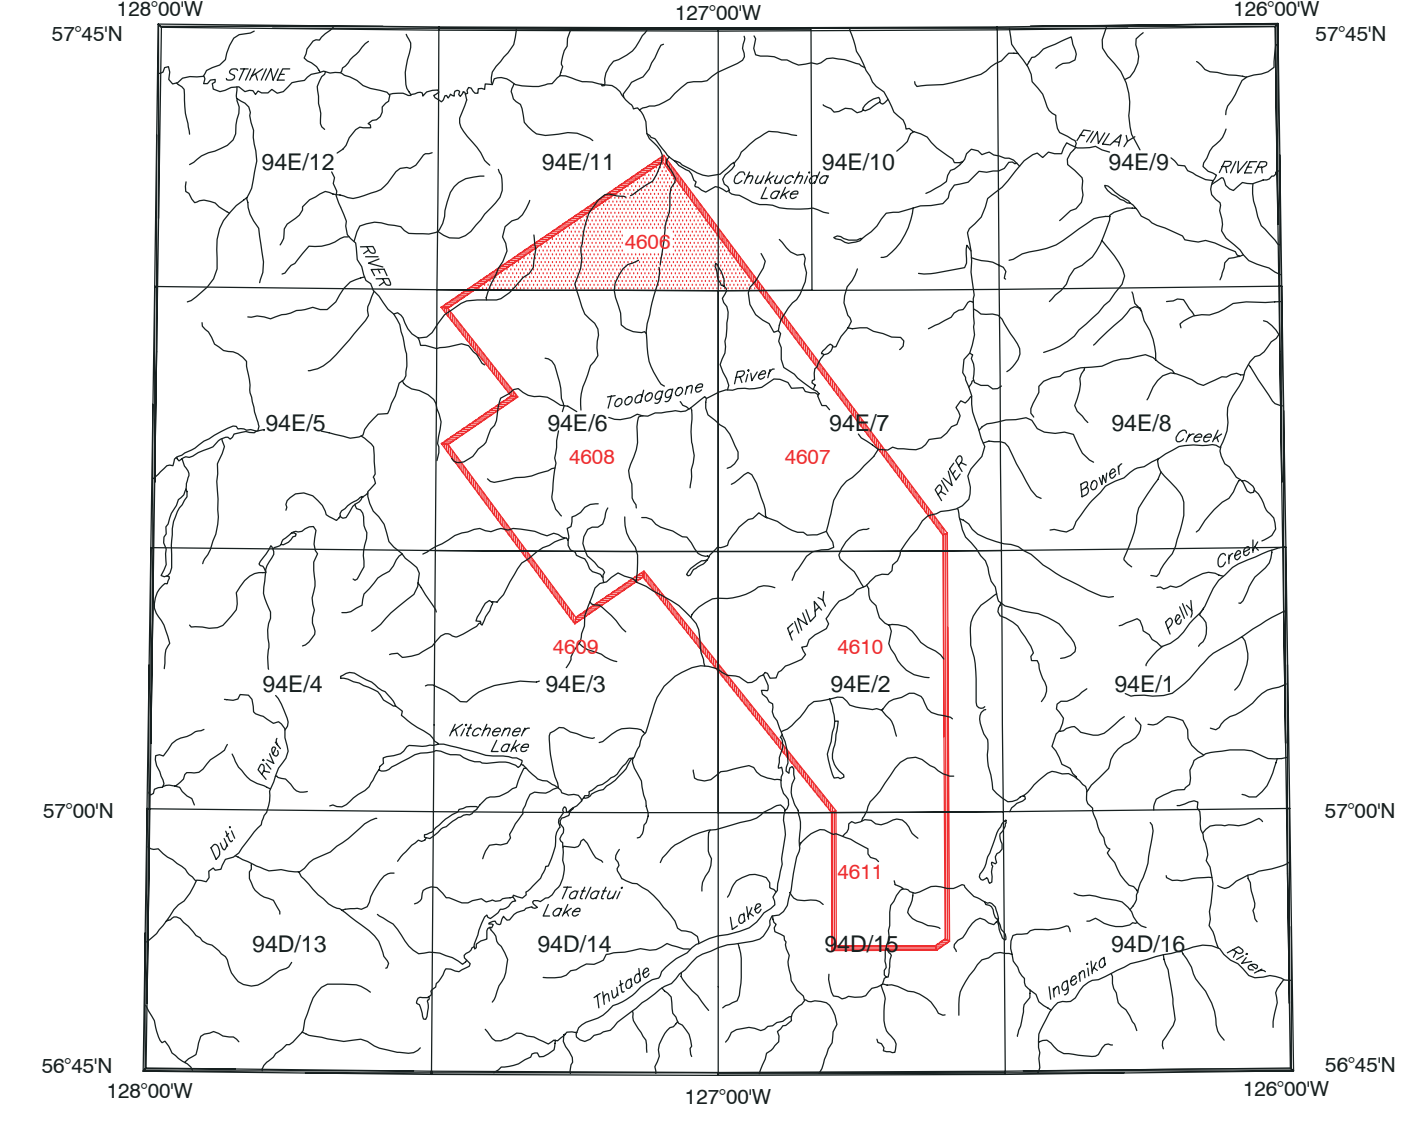 128°00'W 127°00'W 126°00'W
57°45'N 57°45'N
STIKINE
FINLAY
94E/12 94E/11 94E/10 94E/9
RIVER
Chukuchida
Lake
4606
RIVER
River
Toodoggone
94E/5 94E/6 94E/7 94E/8
Creek
4608 4607
RIVER
Bower
Creek
FINLAY
Pelly
4609 4610
94E/4 94E/3 94E/2 94E/1
Kitchener
Lake
River
57°00'N 57°00'N
Duti
4611
Tatlatui
Lake
Lake
94D/13 94D/14 94D/15 94D/16
River
Ingenika
Thutade
56°45'N 56°45'N
128°00'W 127°00'W 126°00'W